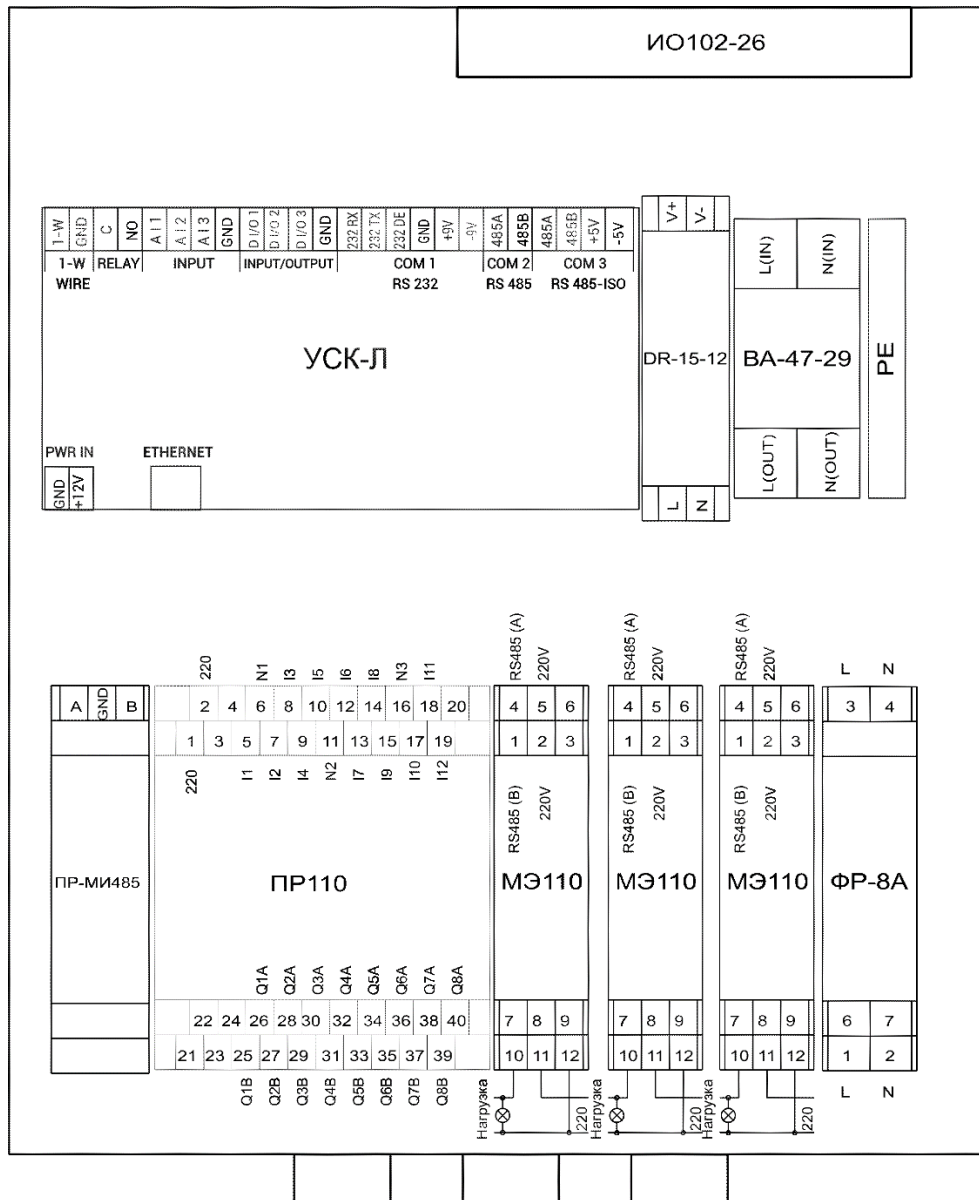 ИО102-26
1-W GND C NO A I 1 A I 2 A I 3 GND D I/O 1 D I/O 2 D I/O 3 GND 232 RX 232 TX 232 DE GND +9V -9V 485A 485B 485A 485B +5V -5V
1-W RELAY INPUT INPUT/OUTPUT COM 1 COM 2 COM 3
WIRE RS 232 RS 485 RS 485-ISO
V+ V-
L(IN) N(IN)
УСК-Л
DR-15-12
ВА-47-29
PE
PWR IN ETHERNET
GND +12V
L N
L(OUT) N(OUT)
220 N1 I3 I5 I6 I8 N3 I11
RS485 (A) 220V
RS485 (A) 220V
RS485 (A) 220V
L N
A GND B
2 4 6 8 10 12 14 16 18 20
4 5 6
4 5 6
4 5 6
3 4
1 3 5 7 9 11 13 15 17 19
1 2 3
1 2 3
1 2 3
220 I1 I2 I4 N2 I7 I9 I10 I12
RS485 (B) 220V
RS485 (B) 220V
RS485 (B) 220V
ПР-МИ485
ПР110
МЭ110
МЭ110
МЭ110
ФР-8А
Q1A Q2A Q3A Q4A Q5A Q6A Q7A Q8A
22 24 26 28 30 32 34 36 38 40
7 8 9
7 8 9
7 8 9
6 7
21 23 25 27 29 31 33 35 37 39
10 11 12
10 11 12
10 11 12
1 2
Q1B Q2B Q3B Q4B Q5B Q6B Q7B Q8B
Нагрузка 220
Нагрузка 220
Нагрузка 220
L N